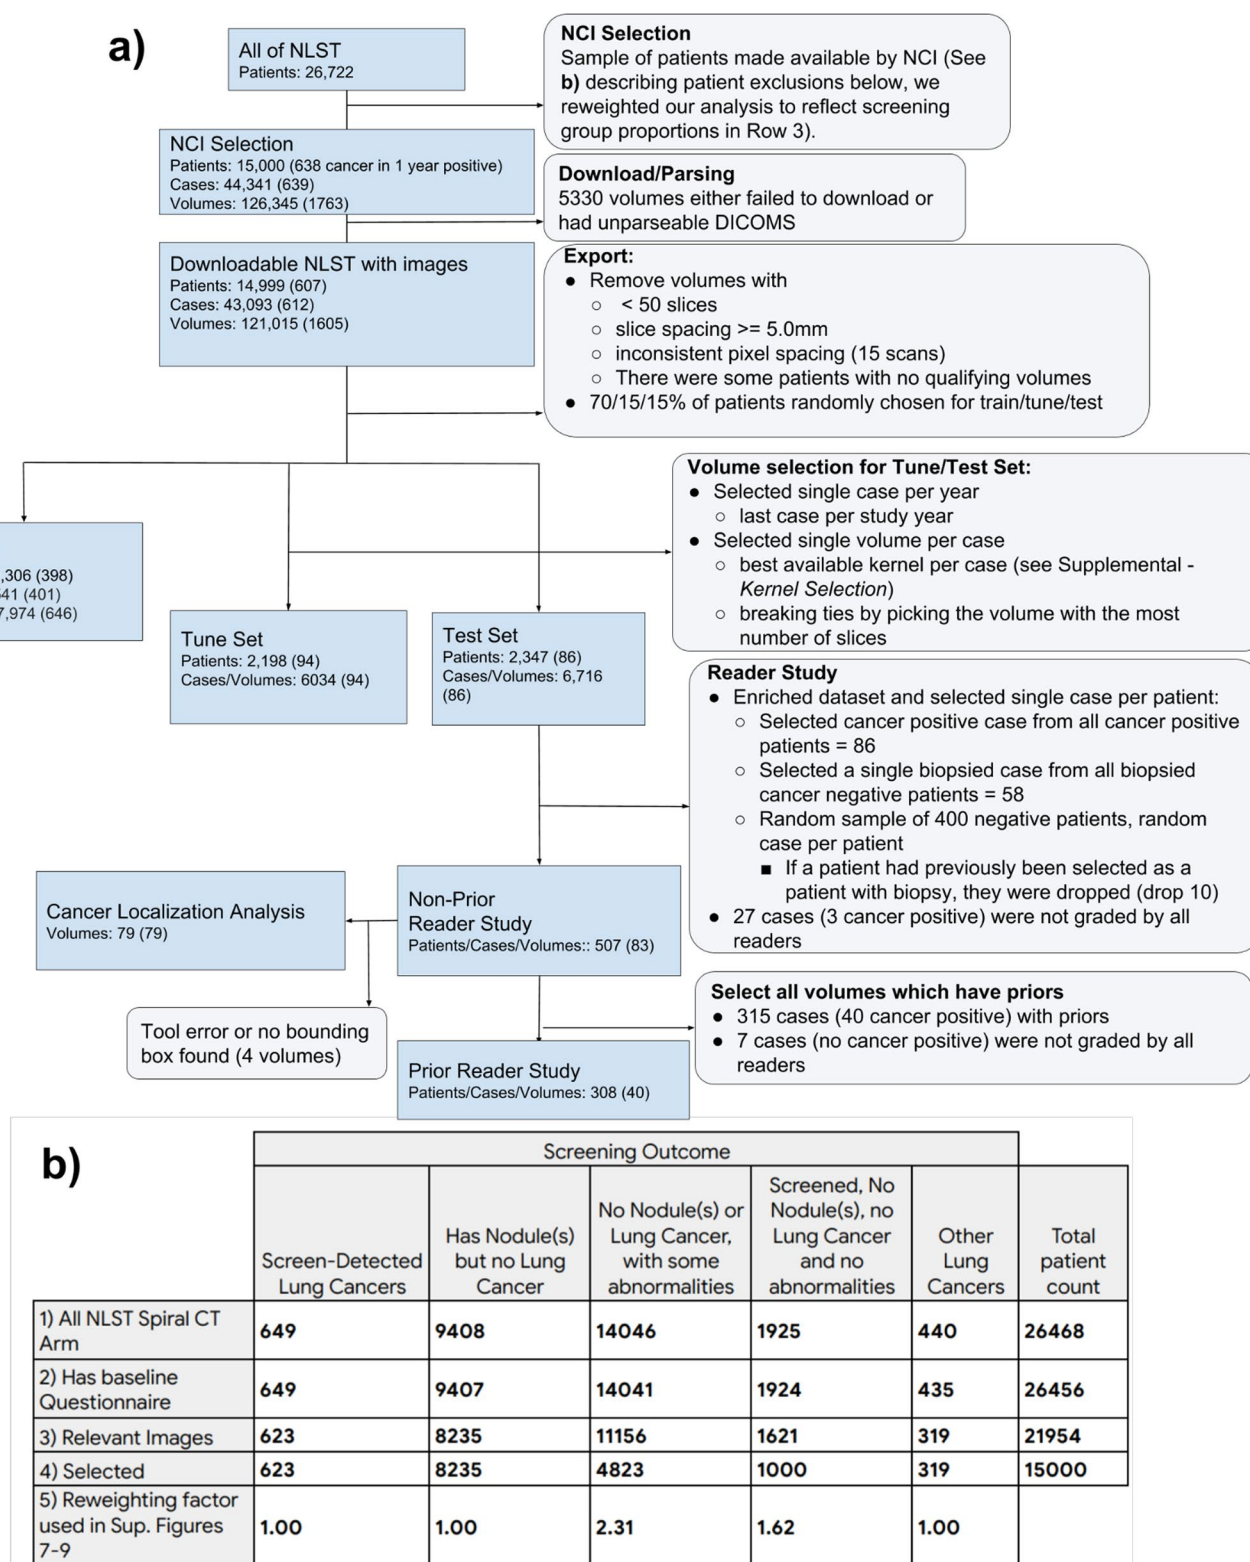 a)
All of NLST
Patients: 26,722
NCI Selection
Sample of patients made available by NCI (See
b) describing patient exclusions below, we
reweighted our analysis to reflect screening
group proportions in Row 3).
NCI Selection
Patients: 15,000 (638 cancer in 1 year positive)
Cases: 44,341 (639)
Volumes: 126,345 (1763)
Download/Parsing
5330 volumes either failed to download or
had unparseable DICOMS
Downloadable NLST with images
Patients: 14,999 (607)
Cases: 43,093 (612)
Volumes: 121,015 (1605)
Export:
● Remove volumes with
○ < 50 slices
○ slice spacing >= 5.0mm
○ inconsistent pixel spacing (15 scans)
○ There were some patients with no qualifying volumes
● 70/15/15% of patients randomly chosen for train/tune/test
Volume selection for Tune/Test Set:
● Selected single case per year
○ last case per study year
● Selected single volume per case
○ best available kernel per case (see Supplemental -
Kernel Selection)
○ breaking ties by picking the volume with the most
number of slices
,306 (398)
41 (401)
7,974 (646)
Tune Set
Patients: 2,198 (94)
Cases/Volumes: 6034 (94)
Test Set
Patients: 2,347 (86)
Cases/Volumes: 6,716
(86)
Reader Study
● Enriched dataset and selected single case per patient:
○ Selected cancer positive case from all cancer positive
patients = 86
○ Selected a single biopsied case from all biopsied
cancer negative patients = 58
○ Random sample of 400 negative patients, random
case per patient
■ If a patient had previously been selected as a
patient with biopsy, they were dropped (drop 10)
● 27 cases (3 cancer positive) were not graded by all
readers
Cancer Localization Analysis
Volumes: 79 (79)
Non-Prior
Reader Study
Patients/Cases/Volumes:: 507 (83)
Tool error or no bounding
box found (4 volumes)
Select all volumes which have priors
● 315 cases (40 cancer positive) with priors
● 7 cases (no cancer positive) were not graded by all
readers
Prior Reader Study
Patients/Cases/Volumes: 308 (40)
b)
Screening Outcome
Screen-Detected
Lung Cancers
Has Nodule(s)
but no Lung
Cancer
No Nodule(s) or
Lung Cancer,
with some
abnormalities
Screened, No
Nodule(s), no
Lung Cancer
and no
abnormalities
Other
Lung
Cancers
Total
patient
count
1) All NLST Spiral CT
Arm
649 9408 14046 1925 440 26468
2) Has baseline
Questionnaire
649 9407 14041 1924 435 26456
3) Relevant Images 623 8235 11156 1621 319 21954
4) Selected 623 8235 4823 1000 319 15000
5) Reweighting factor
used in Sup. Figures
7-9
1.00 1.00 2.31 1.62 1.00